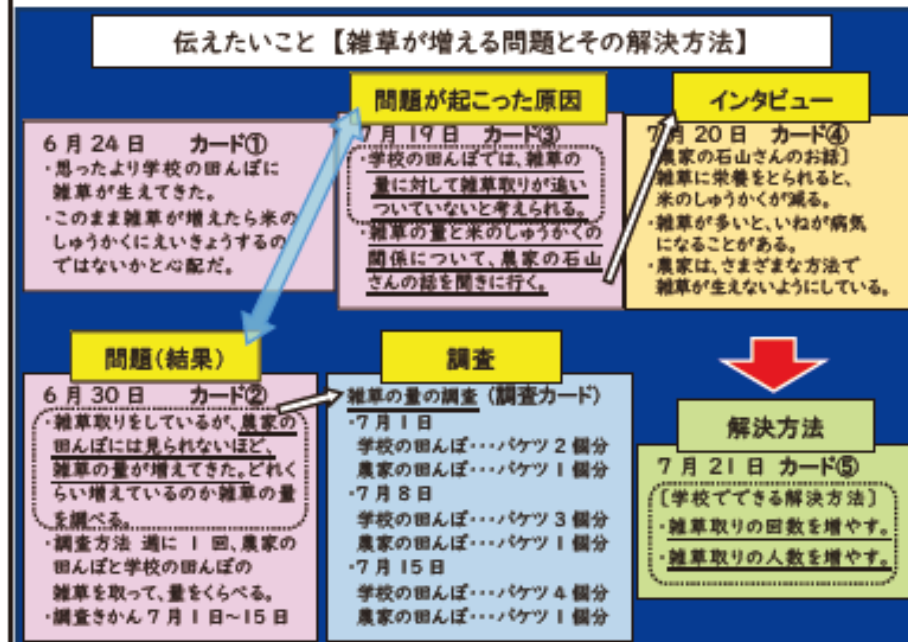 伝えたいこと【雑草が増える問題とその解決方法】
6月24日 カード①
・思ったより学校の田んぼに
雑草が生えてきた。
・このまま雑草が増えたら米の
しゅうかくにえいきょうするの
ではないかと心配だ。
問題が起こった原因
7月19日 カード③
・学校の田んぼでは、雑草の
量に対して雑草取りが追い
ついていないと考えられる。
・雑草の量と米のしゅうかくの
関係について、農家の石山
さんの話を聞きに行く。
インタビュー
7月20日 カード④
[農家の石山さんのお話]
雑草に栄養をとられると、
米のしゅうかくが減る。
・雑草が多いと、いねが病気
になることがある。
・農家は、さまざまな方法で
雑草が生えないようにしている。
問題(結果)
6月30日 カード②
・雑草取りをしているが、農家の
田んぼには見られないほど、
雑草の量が増えてきた。どれく
らい増えているのか雑草の量
を調べる。
・調査方法 週に1回、農家の
田んぼと学校の田んぼの
雑草を取って、量をくらべる。
・調査きかん7月1日~15日
調査
雑草の量の調査(調査カード)
・7月1日
学校の田んぼ…バケツ2個分
農家の田んぼ…バケツ1個分
・7月8日
学校の田んぼ…バケツ3個分
農家の田んぼ…バケツ1個分
・7月15日
学校の田んぼ…バケツ4個分
農家の田んぼ…バケツ1個分
解決方法
7月21日 カード⑤
[学校でできる解決方法]
・雑草取りの回数を増やす。
・雑草取りの人数を増やす。